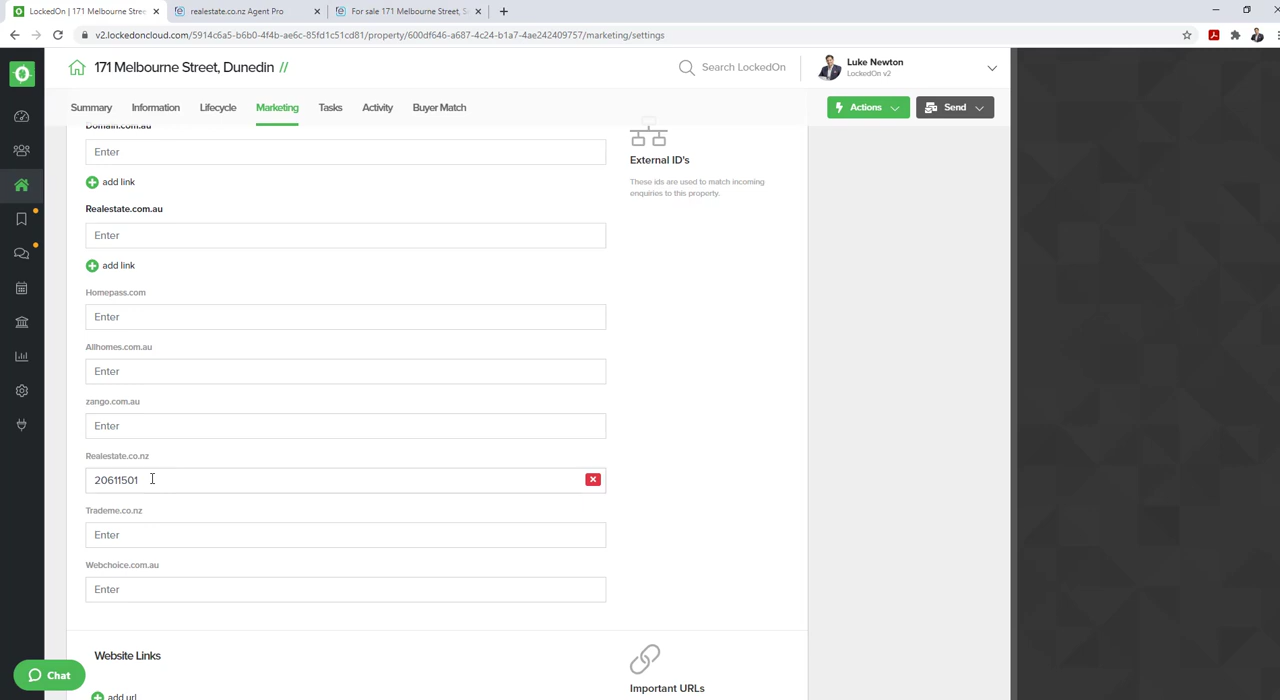 LockedOn | 171 Melbourne Stree
realestate.co.nz Agent Pro
For sale 171 Melbourne Street, S
v2.lockedoncloud.com/5914c6a5-b6b0-4f4b-ae6c-85fd1c51cd81/property/600df646-a687-4c24-b1a7-4ae242409757/marketing/settings
171 Melbourne Street, Dunedin //
Search LockedOn
Luke Newton
LockedOn v2
Summary
Information
Lifecycle
Marketing
Tasks
Activity
Buyer Match
Actions
Send
Domain.com.au
Enter
add link
External ID's
These ids are used to match incoming
enquiries to this property.
Realestate.com.au
Enter
add link
Homepass.com
Enter
Allhomes.com.au
Enter
zango.com.au
Enter
Realestate.co.nz
20611501
Trademe.co.nz
Enter
Webchoice.com.au
Enter
Website Links
add url
Important URLs
Chat